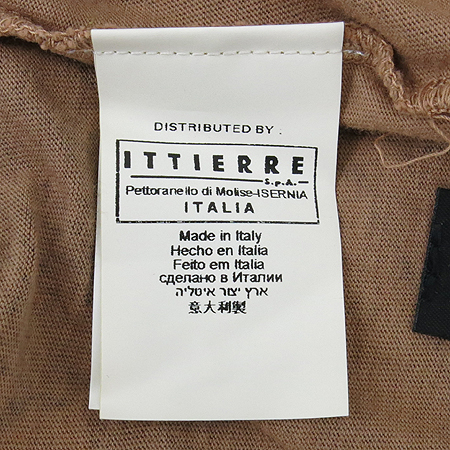 DISTRIBUTED BY :
ITTIERRE
S.p.A.
Pettoranello di Molise-ISERNIA
ITALIA
Made in Italy
Hecho en Italia
Feito em Italia
сделано в Италии
ארץ יצור איטליה
意大利製